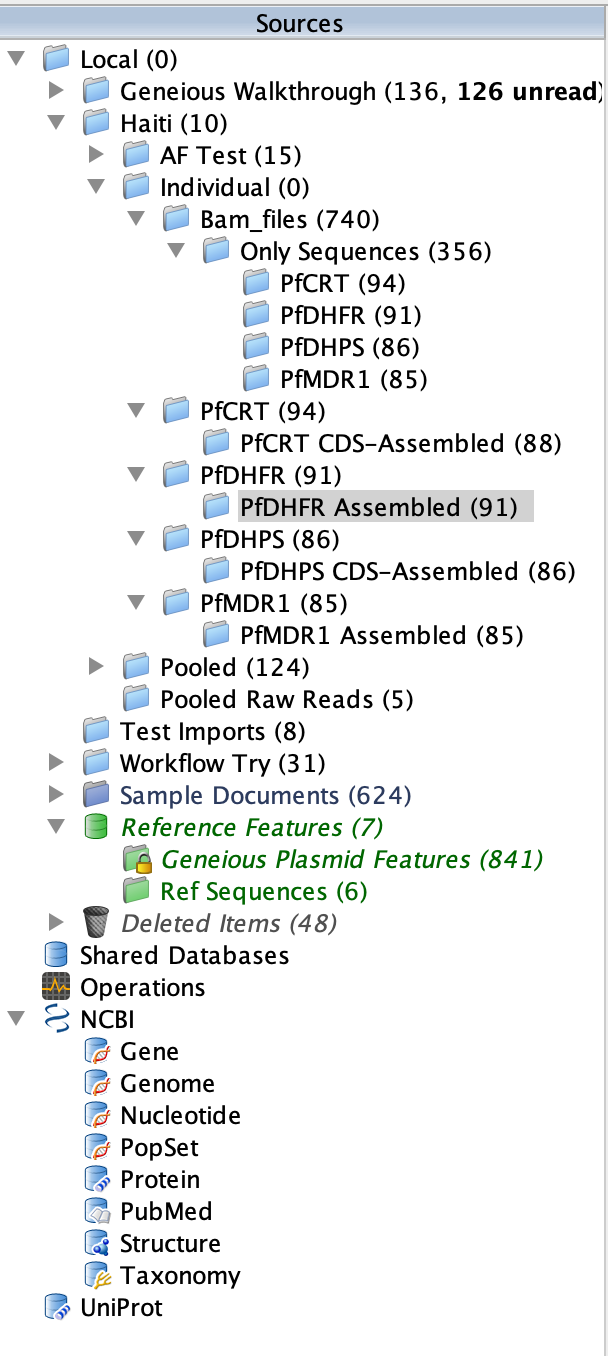 Sources
Local (0)
Geneious Walkthrough (136, 126 unread)
Haiti (10)
AF Test (15)
Individual (0)
Bam_files (740)
Only Sequences (356)
PfCRT (94)
PfDHFR (91)
PfDHPS (86)
PfMDR1 (85)
PfCRT (94)
PfCRT CDS-Assembled (88)
PfDHFR (91)
PfDHFR Assembled (91)
PfDHPS (86)
PfDHPS CDS-Assembled (86)
PfMDR1 (85)
PfMDR1 Assembled (85)
Pooled (124)
Pooled Raw Reads (5)
Test Imports (8)
Workflow Try (31)
Sample Documents (624)
Reference Features (7)
Geneious Plasmid Features (841)
Ref Sequences (6)
Deleted Items (48)
Shared Databases
Operations
NCBI
Gene
Genome
Nucleotide
PopSet
Protein
PubMed
Structure
Taxonomy
UniProt